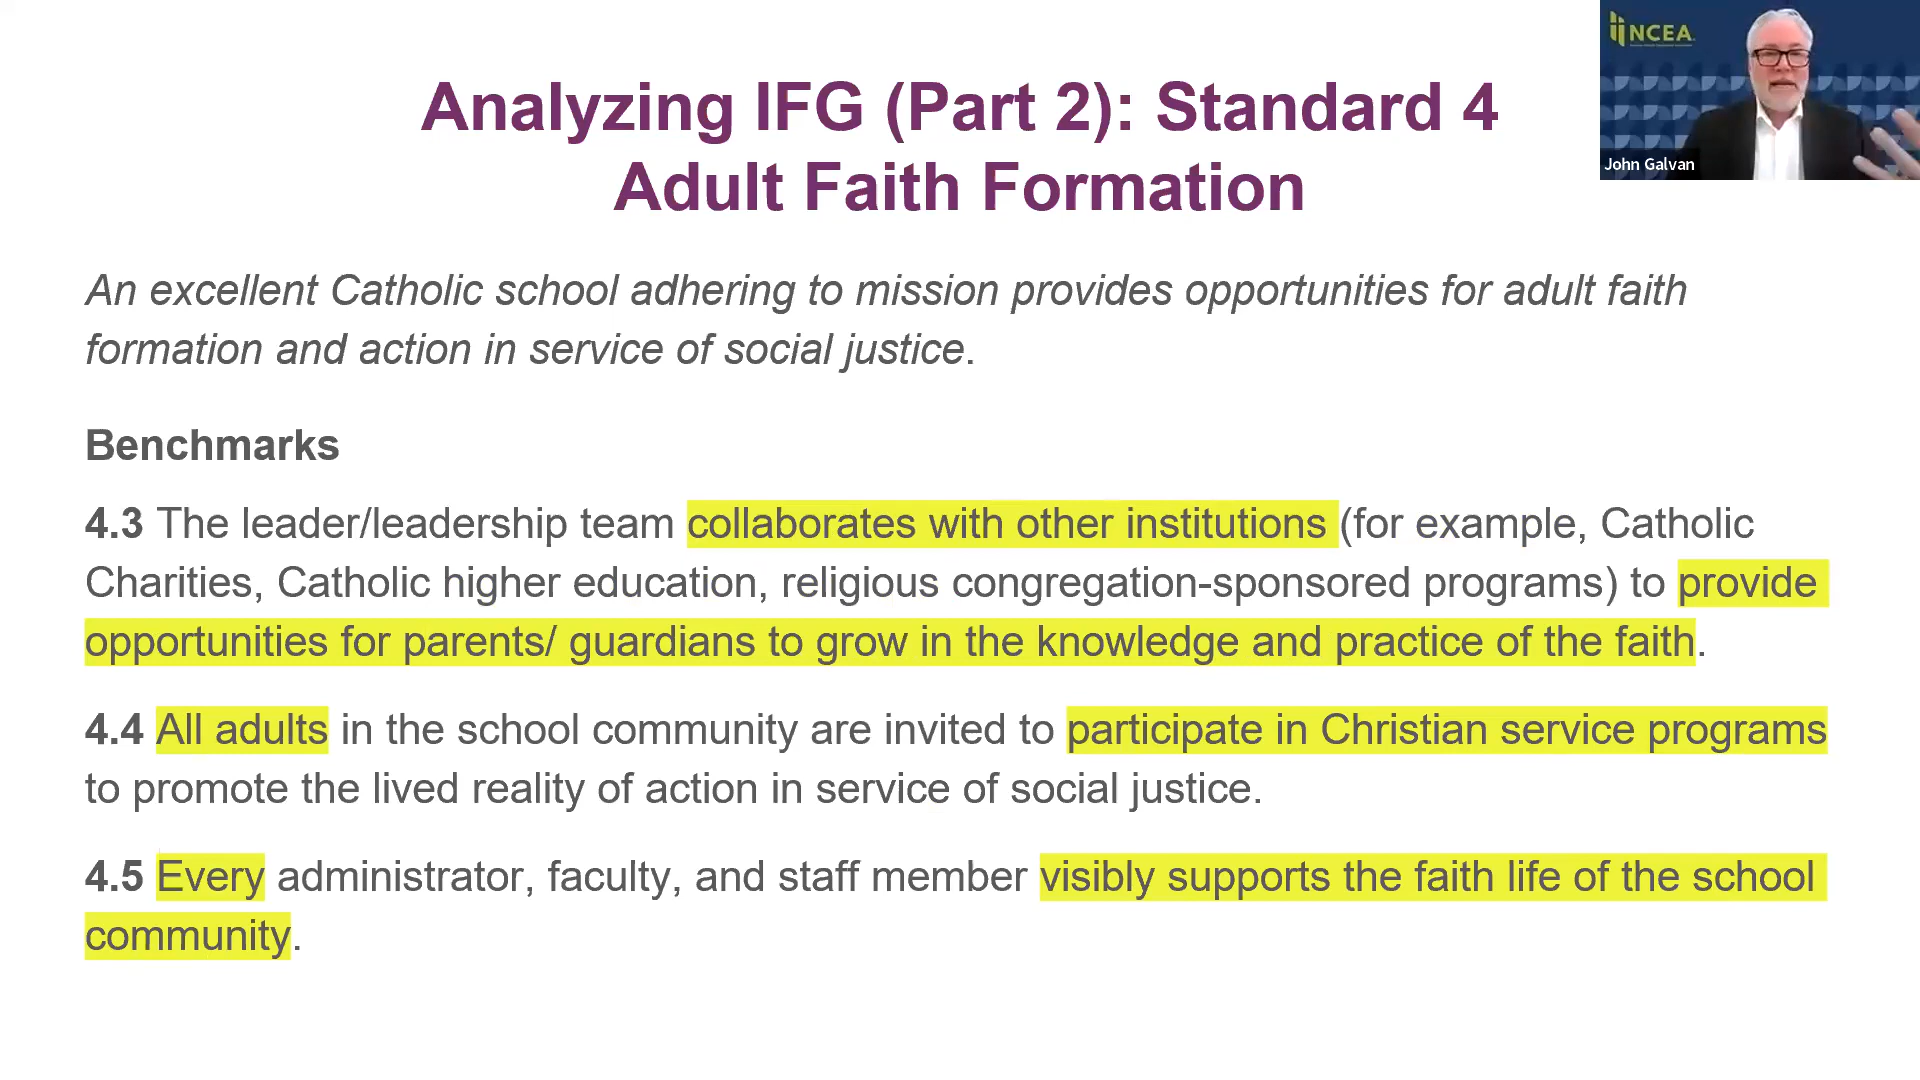 Analyzing IFG (Part 2): Standard 4
Adult Faith Formation
NCEA
John Galvan
An excellent Catholic school adhering to mission provides opportunities for adult faith
formation and action in service of social justice.
Benchmarks
4.3 The leader/leadership team collaborates with other institutions (for example, Catholic
Charities, Catholic higher education, religious congregation-sponsored programs) to provide
opportunities for parents/ guardians to grow in the knowledge and practice of the faith.
4.4 All adults in the school community are invited to participate in Christian service programs
to promote the lived reality of action in service of social justice.
4.5 Every administrator, faculty, and staff member visibly supports the faith life of the school
community.